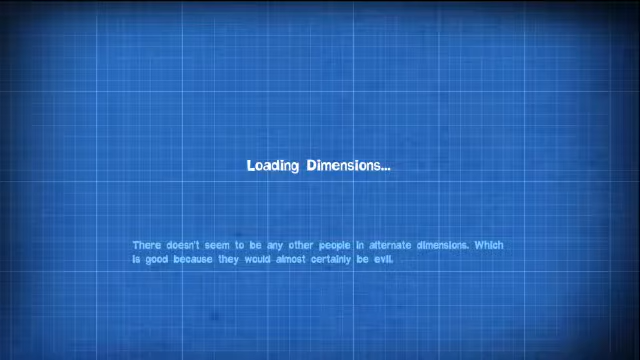 Loading Dimensions...
There doesn't seem to be any other people in alternate dimensions. Which
is good because they would almost certainly be evil.